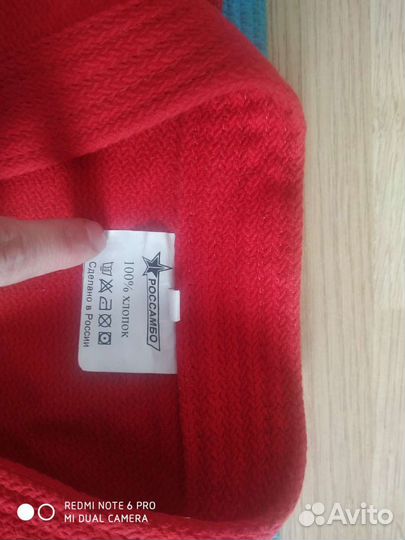 РОССАМБО
100% хлопок
Сделано в России
REDMI NOTE 6 PRO
MI DUAL CAMERA
Avito